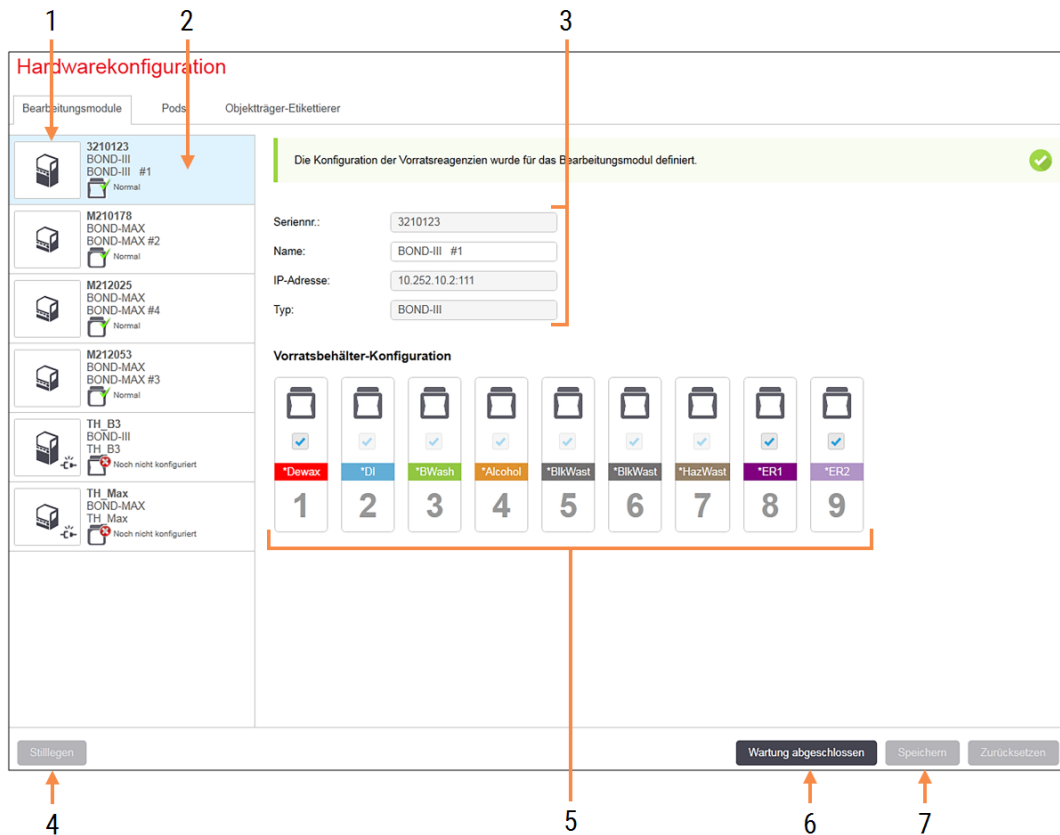 1 2 3
Hardwarekonfiguration
Bearbeitungsmodule Pods Objektträger-Etikettierer
3210123
BOND-III
BOND-III #1
Normal
M210178
BOND-MAX
BOND-MAX #2
Normal
M212025
BOND-MAX
BOND-MAX #4
Normal
M212053
BOND-MAX
BOND-MAX #3
Normal
TH_B3
BOND-III
TH_B3
Noch nicht konfiguriert
TH_Max
BOND-MAX
TH_Max
Noch nicht konfiguriert
Die Konfiguration der Vorratsreagenzien wurde für das Bearbeitungsmodul definiert.
Seriennr.: 3210123
Name: BOND-III #1
IP-Adresse: 10.252.10.2:111
Typ: BOND-III
Vorratsbehälter-Konfiguration
*Dewax *DI *BWash *Alcohol *BlkWast *BlkWast *HazWast *ER1 *ER2
1 2 3 4 5 6 7 8 9
Stilllegen Wartung abgeschlossen Speichern Zurücksetzen
4 5 6 7